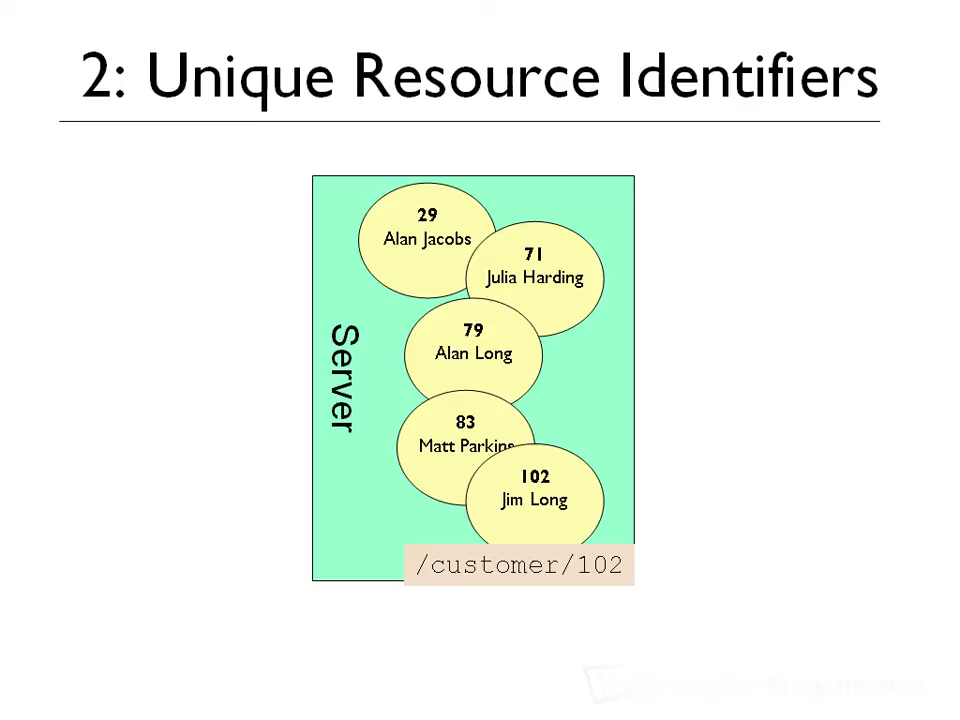 2: Unique Resource Identifiers
29
Alan Jacobs
71
Julia Harding
79
Alan Long
Server
83
Matt Parkins
102
Jim Long
/customer/102